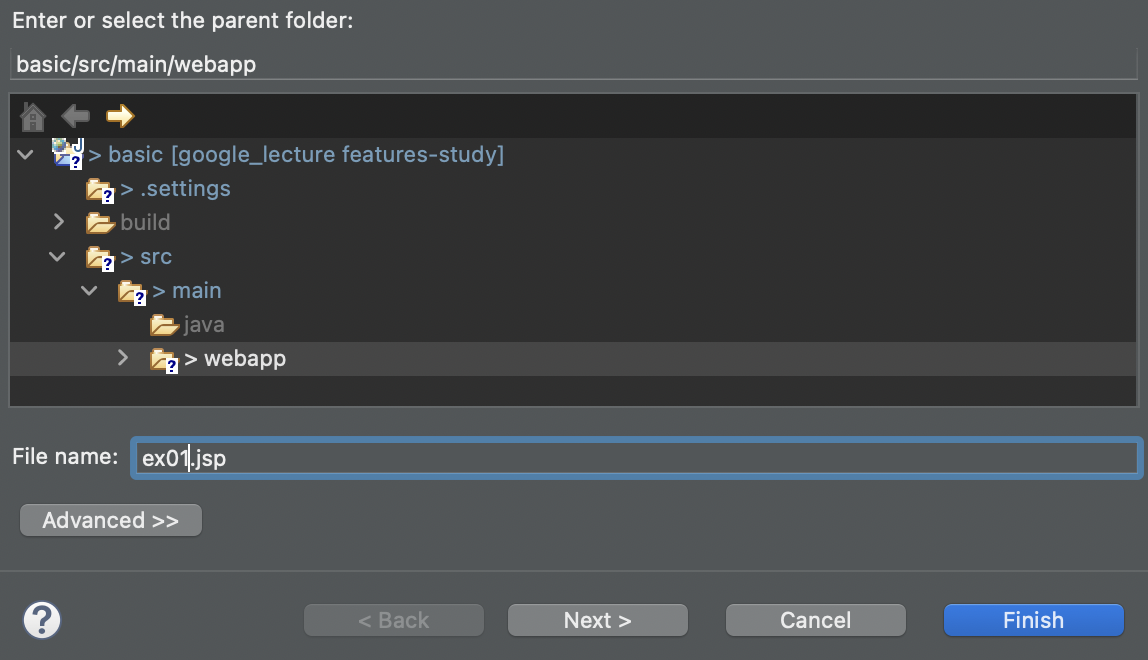 Enter or select the parent folder:
basic/src/main/webapp
> basic [google_lecture features-study]
> .settings
build
> src
> main
java
> webapp
File name: ex01.jsp
Advanced >>
< Back Next > Cancel Finish